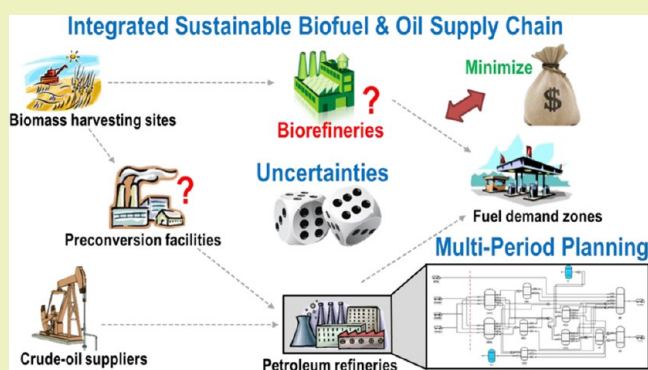 Integrated Sustainable Biofuel & Oil Supply Chain
Minimize
$
?
Biomass harvesting sites
Biorefineries
?
Uncertainties
Fuel demand zones
Preconversion facilities
Multi-Period Planning
Crude-oil suppliers
Petroleum refineries